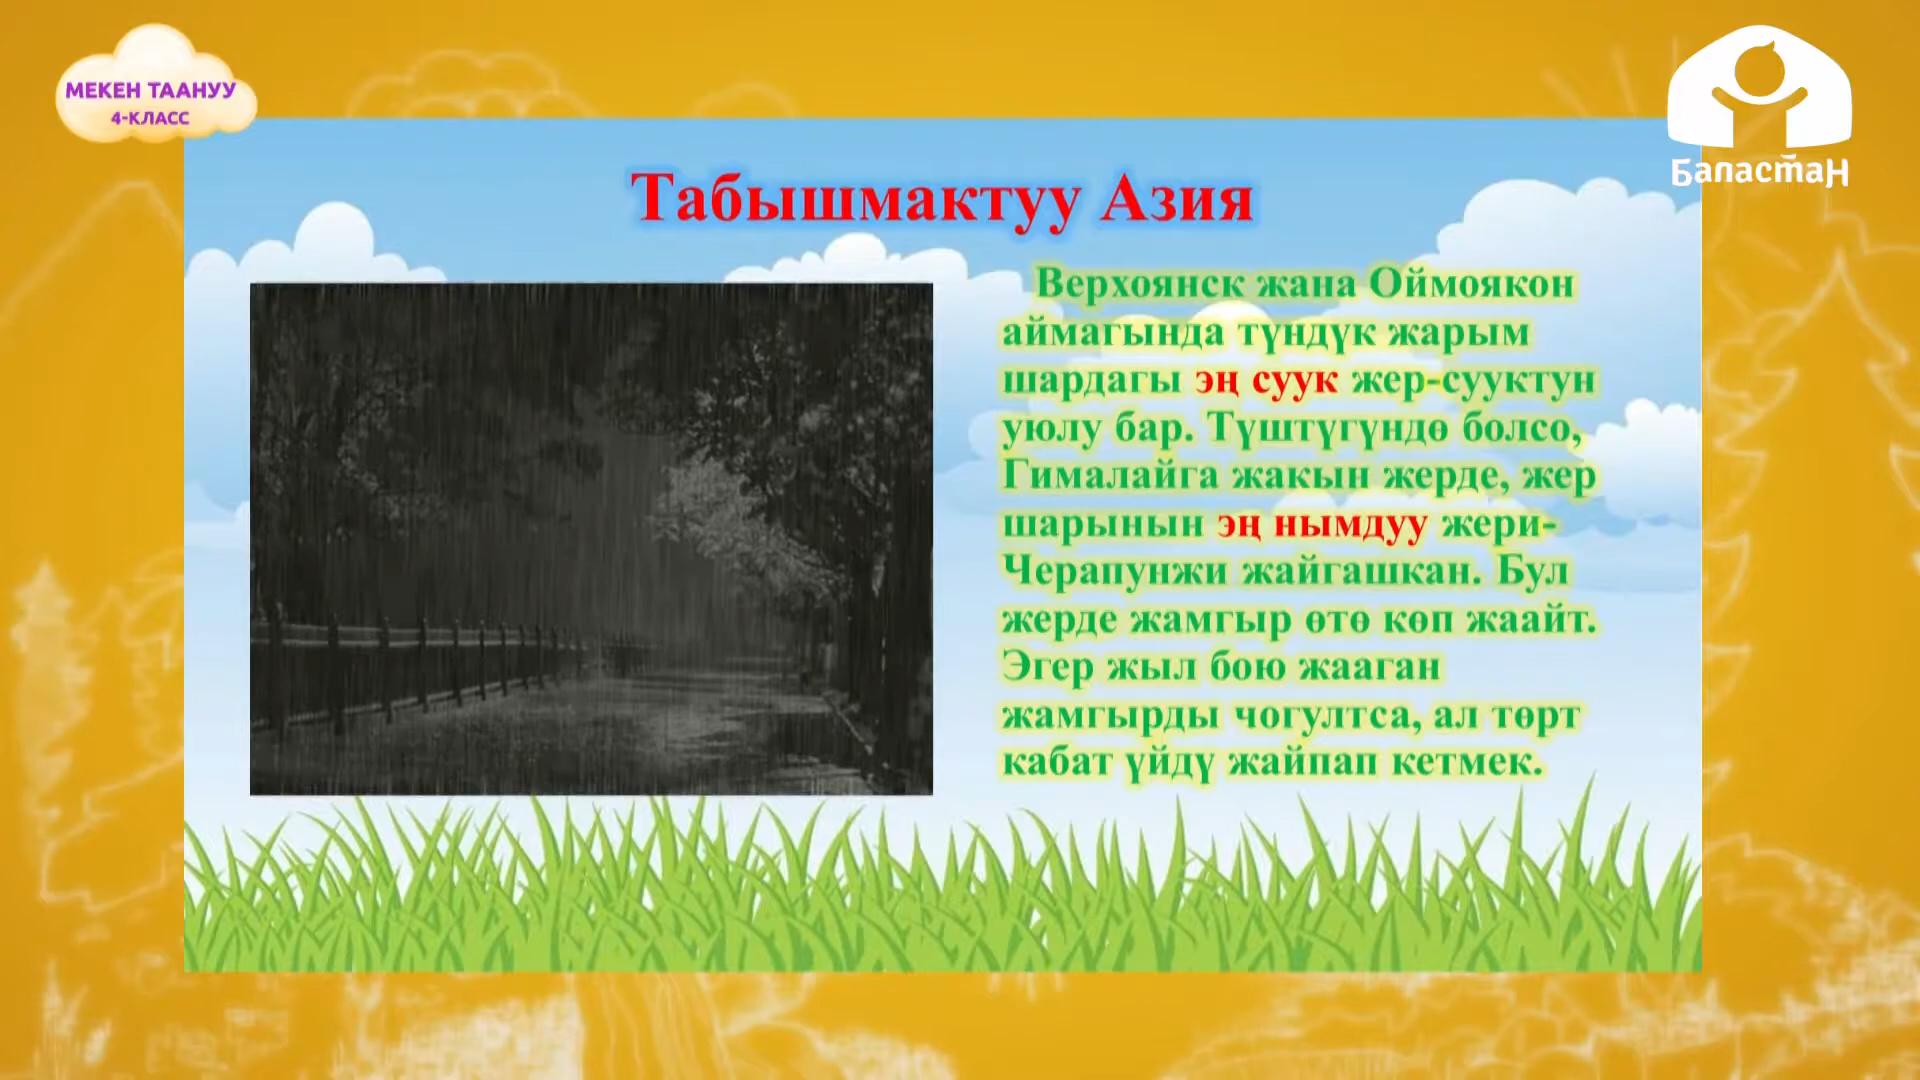 МЕКЕН ТААНУУ
4-КЛАСС
Баластан
Табышмактуу Азия
Верхоянск жана Оймоякон
аймагында түндүк жарым
шардагы эң суук жер-сууктун
уюлу бар. Түштүгүндө болсо,
Гималайга жакын жерде, жер
шарынын эң нымдуу жери-
Черапунжи жайгашкан. Бул
жерде жамгыр өтө көп жаайт.
Эгер жыл бою жааган
жамгырды чогултса, ал төрт
кабат үйдү жайпап кетмек.